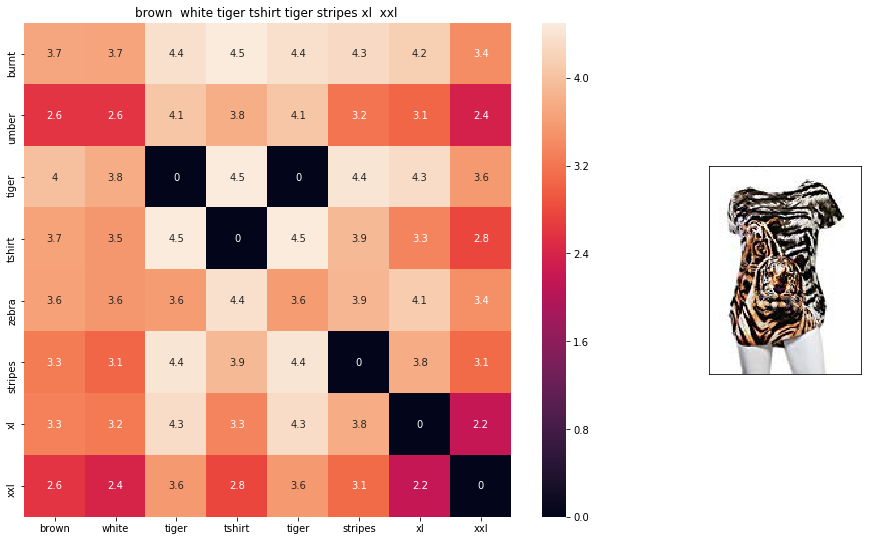 brown  white tiger tshirt tiger stripes xl  xxl
burnt 3.7 3.7 4.4 4.5 4.4 4.3 4.2 3.4
umber 2.6 2.6 4.1 3.8 4.1 3.2 3.1 2.4
tiger 4 3.8 0 4.5 0 4.4 4.3 3.6
tshirt 3.7 3.5 4.5 0 4.5 3.9 3.3 2.8
zebra 3.6 3.6 3.6 4.4 3.6 3.9 4.1 3.4
stripes 3.3 3.1 4.4 3.9 4.4 0 3.8 3.1
xl 3.3 3.2 4.3 3.3 4.3 3.8 0 2.2
xxl 2.6 2.4 3.6 2.8 3.6 3.1 2.2 0
brown white tiger tshirt tiger stripes xl xxl
4.0
3.2
2.4
1.6
0.8
0.0